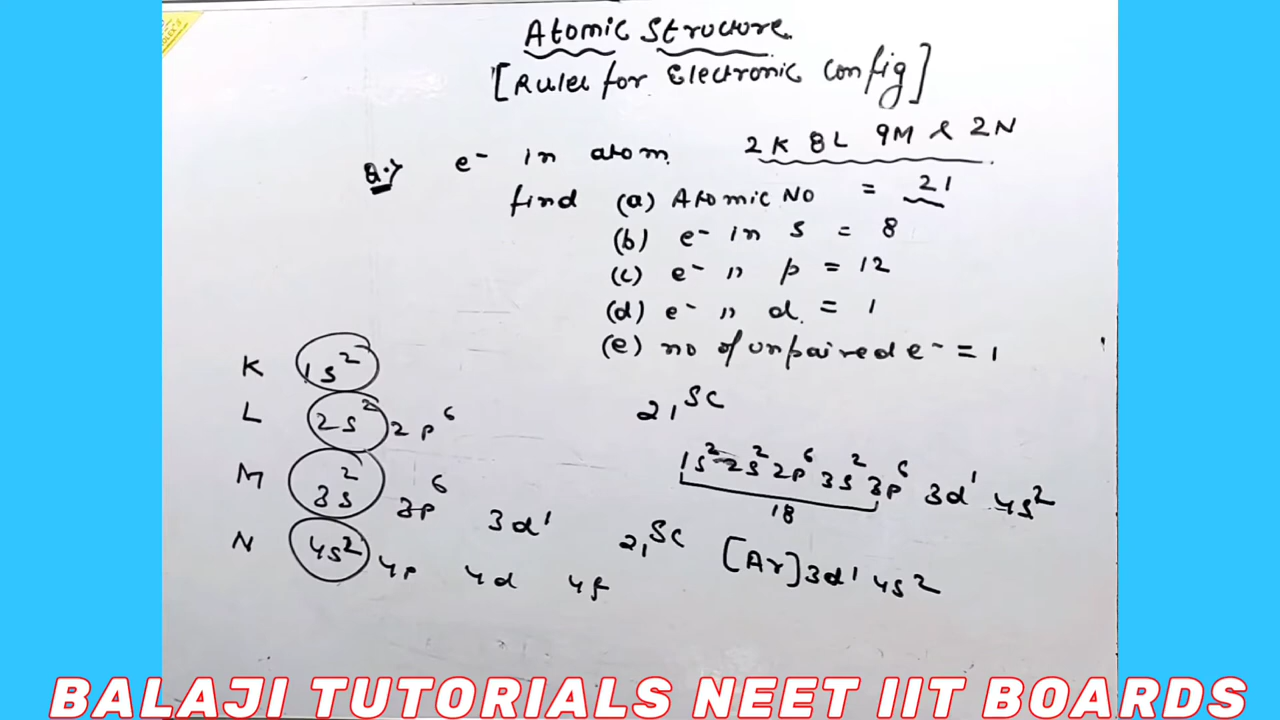 Atomic Structure
[Rules for Electronic Config]
Q.) e- in atom 2K 8L 9M & 2N
find (a) Atomic No = 21
(b) e- in s = 8
(c) e- " p = 12
(d) e- " d. = 1
(e) no of unpaired e- = 1
K 1s²
L 2s² 2p⁶
M 3s² 3p⁶ 3d¹
N 4s² 4p 4d 4f
₂₁Sc
1s² 2s² 2p⁶ 3s² 3p⁶ 3d¹ 4s²
18
₂₁Sc [Ar] 3d¹ 4s²
BALAJI TUTORIALS NEET IIT BOARDS